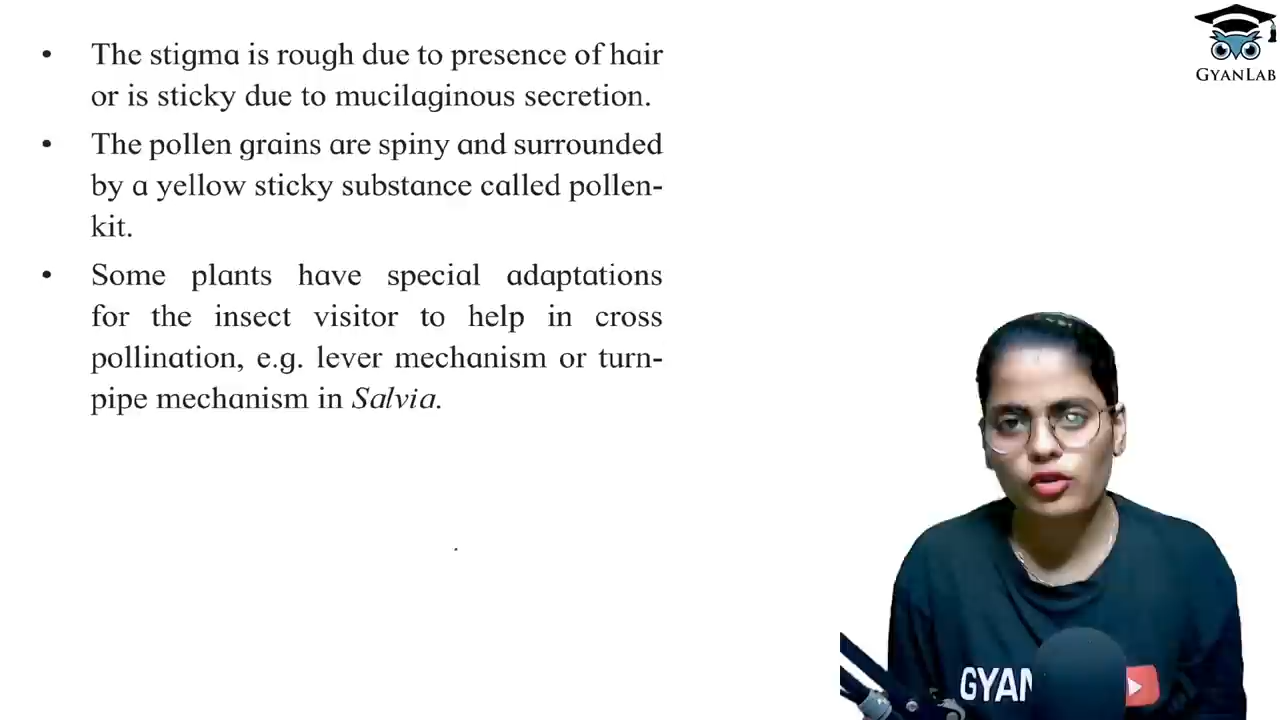 • The stigma is rough due to presence of hair
or is sticky due to mucilaginous secretion.
• The pollen grains are spiny and surrounded
by a yellow sticky substance called pollen-
kit.
• Some plants have special adaptations
for the insect visitor to help in cross
pollination, e.g. lever mechanism or turn-
pipe mechanism in Salvia.
GYANLAB
GYAN